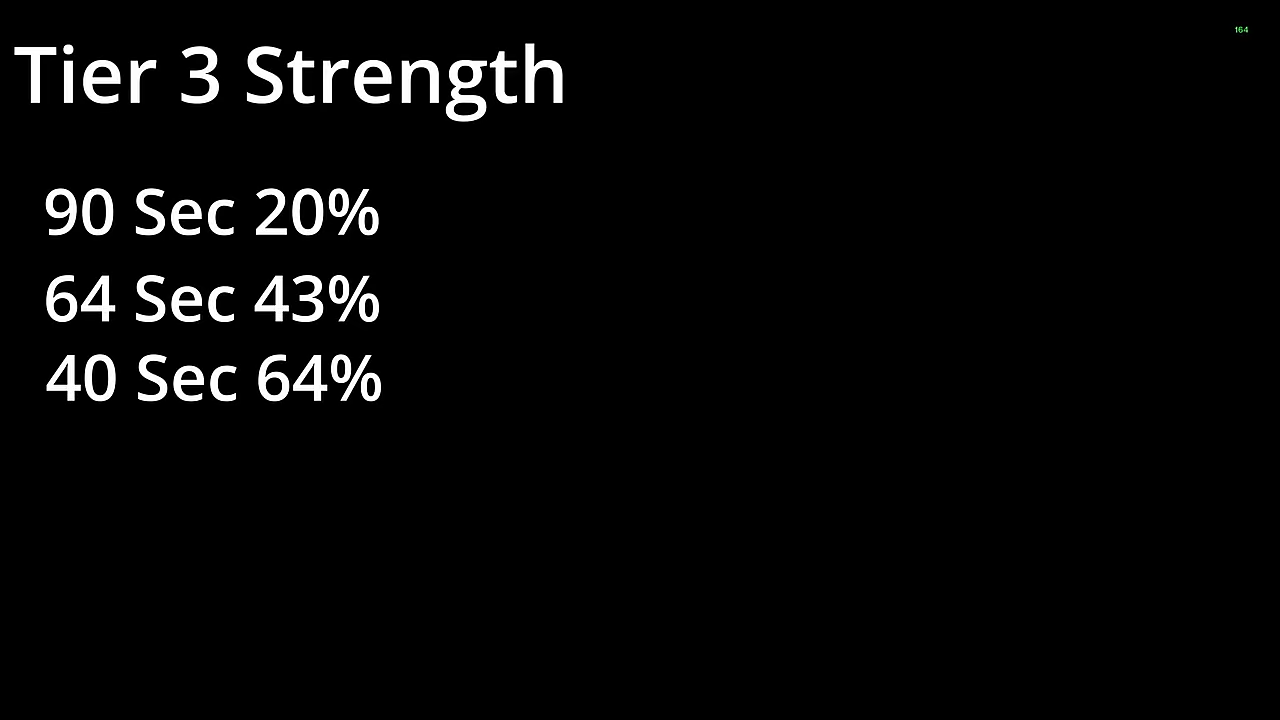 164
Tier 3 Strength
90 Sec 20%
64 Sec 43%
40 Sec 64%